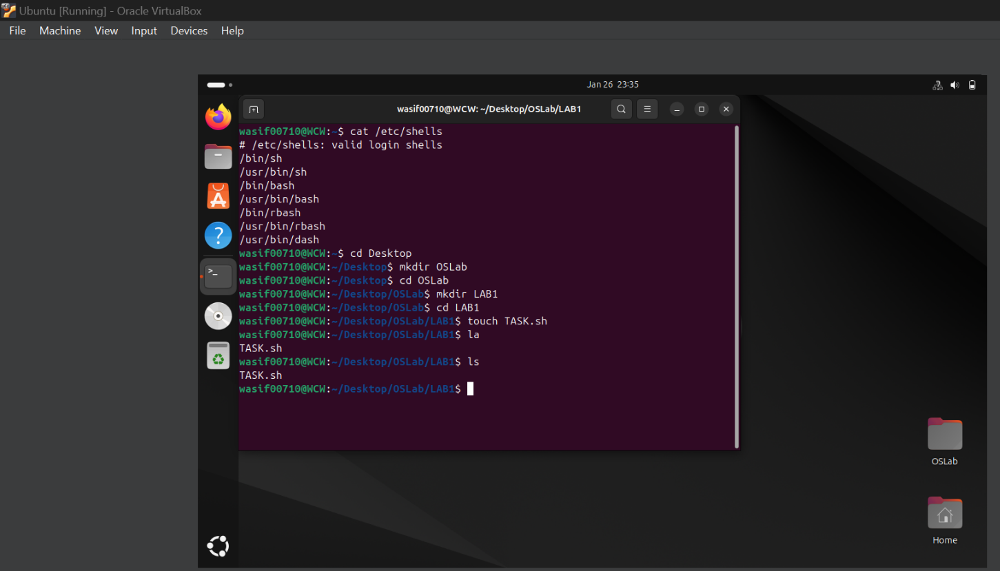 Ubuntu [Running] - Oracle VirtualBox
File Machine View Input Devices Help
Jan 26 23:35
wasif00710@WCW: ~/Desktop/OSLab/LAB1
wasif00710@WCW:~$ cat /etc/shells
# /etc/shells: valid login shells
/bin/sh
/usr/bin/sh
/bin/bash
/usr/bin/bash
/bin/rbash
/usr/bin/rbash
/usr/bin/dash
wasif00710@WCW:~$ cd Desktop
wasif00710@WCW:~/Desktop$ mkdir OSLab
wasif00710@WCW:~/Desktop$ cd OSLab
wasif00710@WCW:~/Desktop/OSLab$ mkdir LAB1
wasif00710@WCW:~/Desktop/OSLab$ cd LAB1
wasif00710@WCW:~/Desktop/OSLab/LAB1$ touch TASK.sh
wasif00710@WCW:~/Desktop/OSLab/LAB1$ la
TASK.sh
wasif00710@WCW:~/Desktop/OSLab/LAB1$ ls
TASK.sh
wasif00710@WCW:~/Desktop/OSLab/LAB1$
OSLab
Home